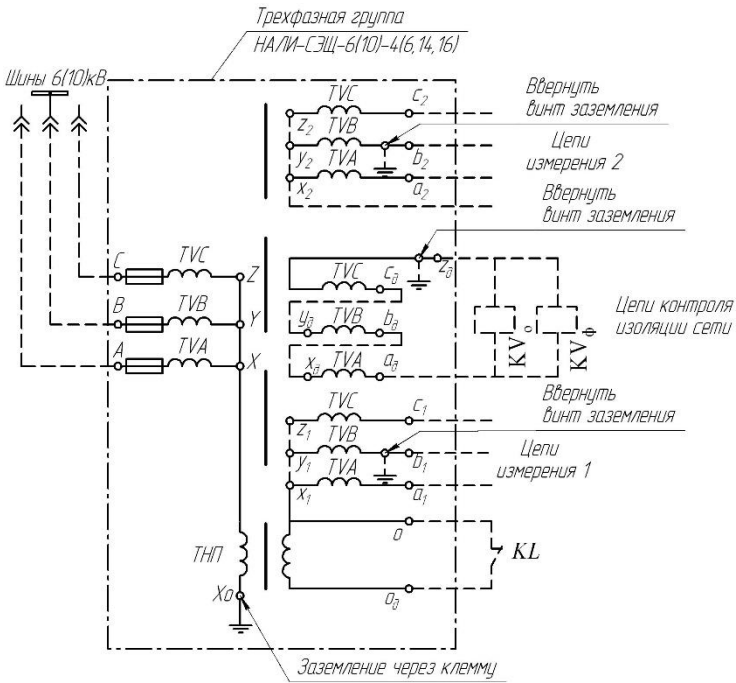 Трехфазная группа
НАЛИ-СЭЩ-6(10)-4(6,14,16)
Шины 6(10)кВ
TVC
c2
z2
TVB
y2
b2
TVA
x2
a2
Ввернуть
винт заземления
Цепи
измерения 2
Ввернуть
винт заземления
C
TVC
Z
B
TVB
Y
A
TVA
X
zд
TVC
cд
yд
TVB
bд
xд
TVA
aд
KVо
KVф
Цепи контроля
изоляции сети
TVC
c1
z1
TVB
y1
b1
TVA
x1
a1
Ввернуть
винт заземления
Цепи
измерения 1
ТНП
Xо
о
KL
од
Заземление через клемму